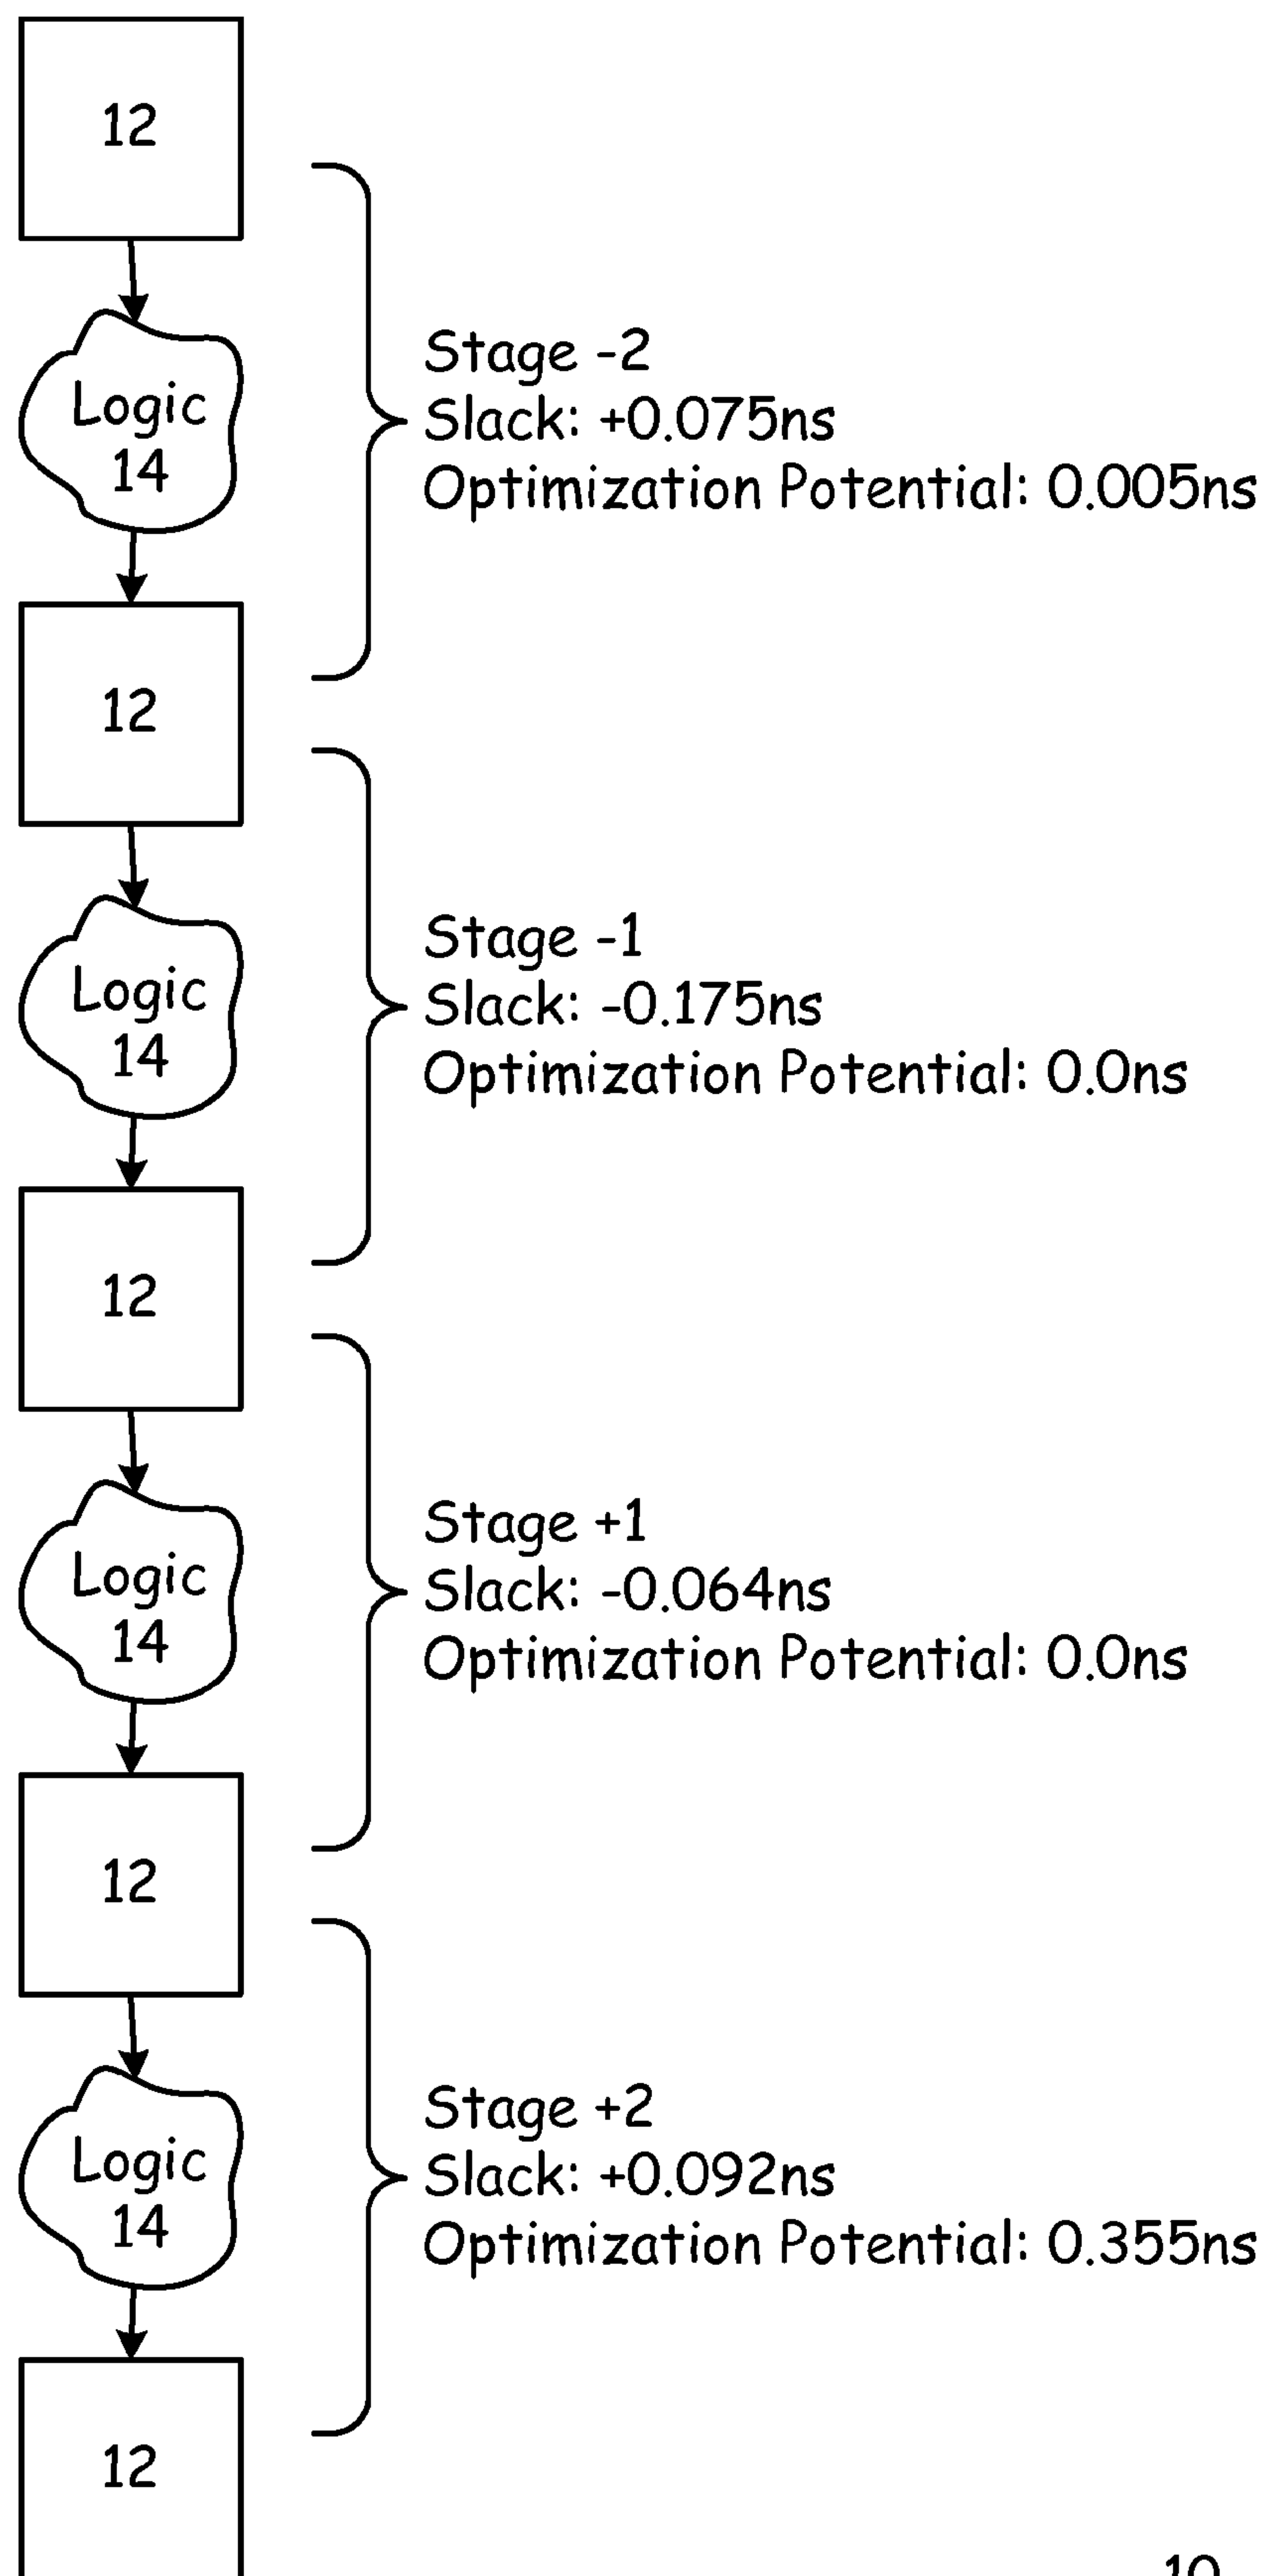 12
Logic
14
Stage -2
Slack: +0.075ns
Optimization Potential: 0.005ns
12
Logic
14
Stage -1
Slack: -0.175ns
Optimization Potential: 0.0ns
12
Logic
14
Stage +1
Slack: -0.064ns
Optimization Potential: 0.0ns
12
Logic
14
Stage +2
Slack: +0.092ns
Optimization Potential: 0.355ns
12